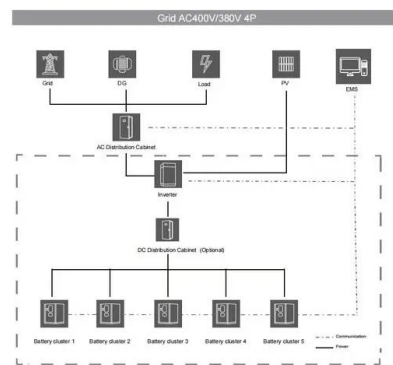 Grid AC400V/380V 4P
Grid
DG
Load
PV
EMS
AC Distribution Cabinet
Inverter
DC Distribution Cabinet (Optional)
Battery cluster 1
Battery cluster 2
Battery cluster 3
Battery cluster 4
Battery cluster 5
Communication
Power